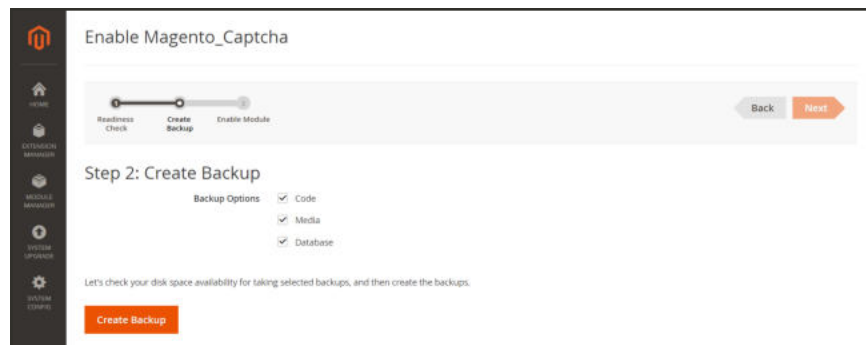 Enable Magento_Captcha
HOME
EXTENSION
MANAGER
MODULE
MANAGER
SYSTEM
UPGRADE
SYSTEM
CONFIG
1
Readiness
Check
Create
Backup
3
Enable Module
Back
Next
Step 2: Create Backup
Backup Options
Code
Media
Database
Let's check your disk space availability for taking selected backups, and then create the backups.
Create Backup